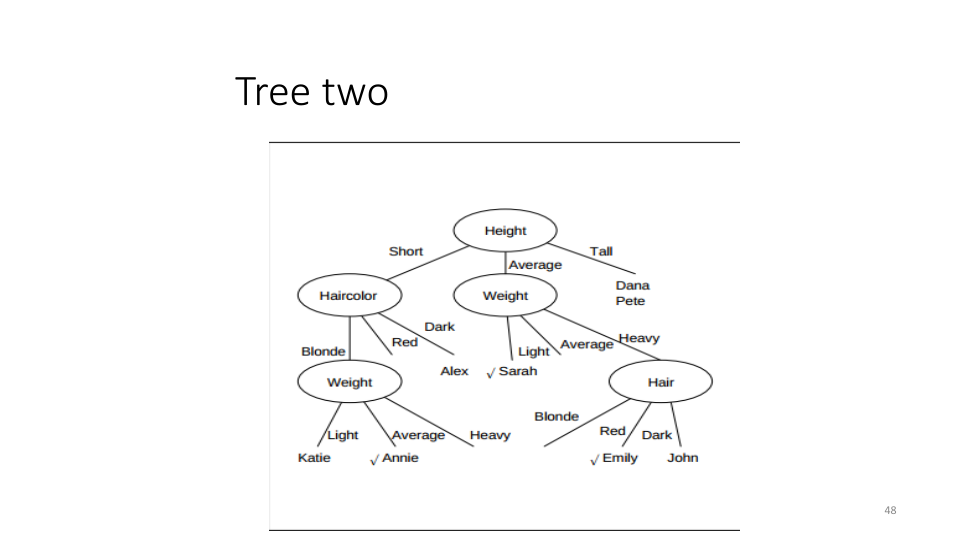 Tree two
Height
Short
Average
Tall
Haircolor
Weight
Dana
Pete
Blonde
Red
Dark
Light
Average
Heavy
Alex
√ Sarah
Weight
Hair
Light
Average
Heavy
Blonde
Red
Dark
Katie
√ Annie
√ Emily
John
48